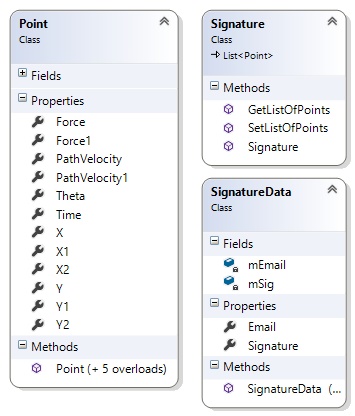 Point
Class
Fields
Properties
Force
Force1
PathVelocity
PathVelocity1
Theta
Time
X
X1
X2
Y
Y1
Y2
Methods
Point (+ 5 overloads)
Signature
Class
List<Point>
Methods
GetListOfPoints
SetListOfPoints
Signature
SignatureData
Class
Fields
mEmail
mSig
Properties
Email
Signature
Methods
SignatureData (...